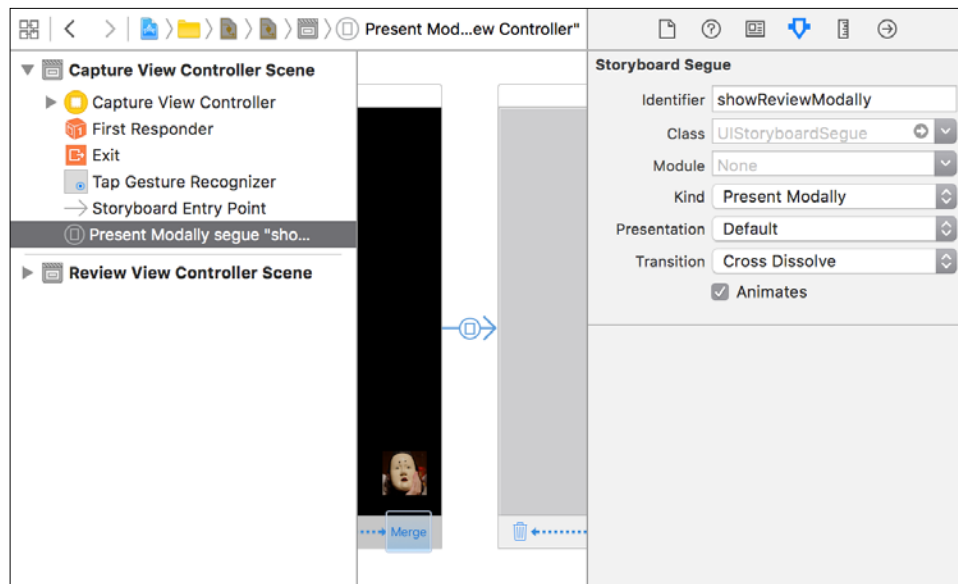 Present Mod...ew Controller"
Capture View Controller Scene
Capture View Controller
First Responder
Exit
Tap Gesture Recognizer
Storyboard Entry Point
Present Modally segue "sho...
Review View Controller Scene
Merge
Storyboard Segue
Identifier showReviewModally
Class UIStoryboardSegue
Module None
Kind Present Modally
Presentation Default
Transition Cross Dissolve
Animates